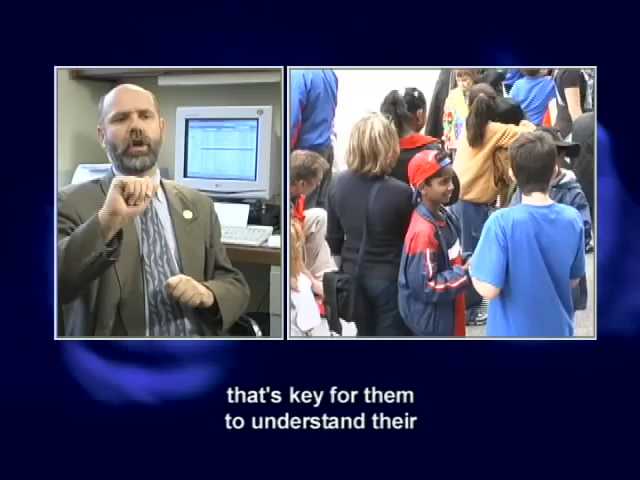 that's key for them
to understand their